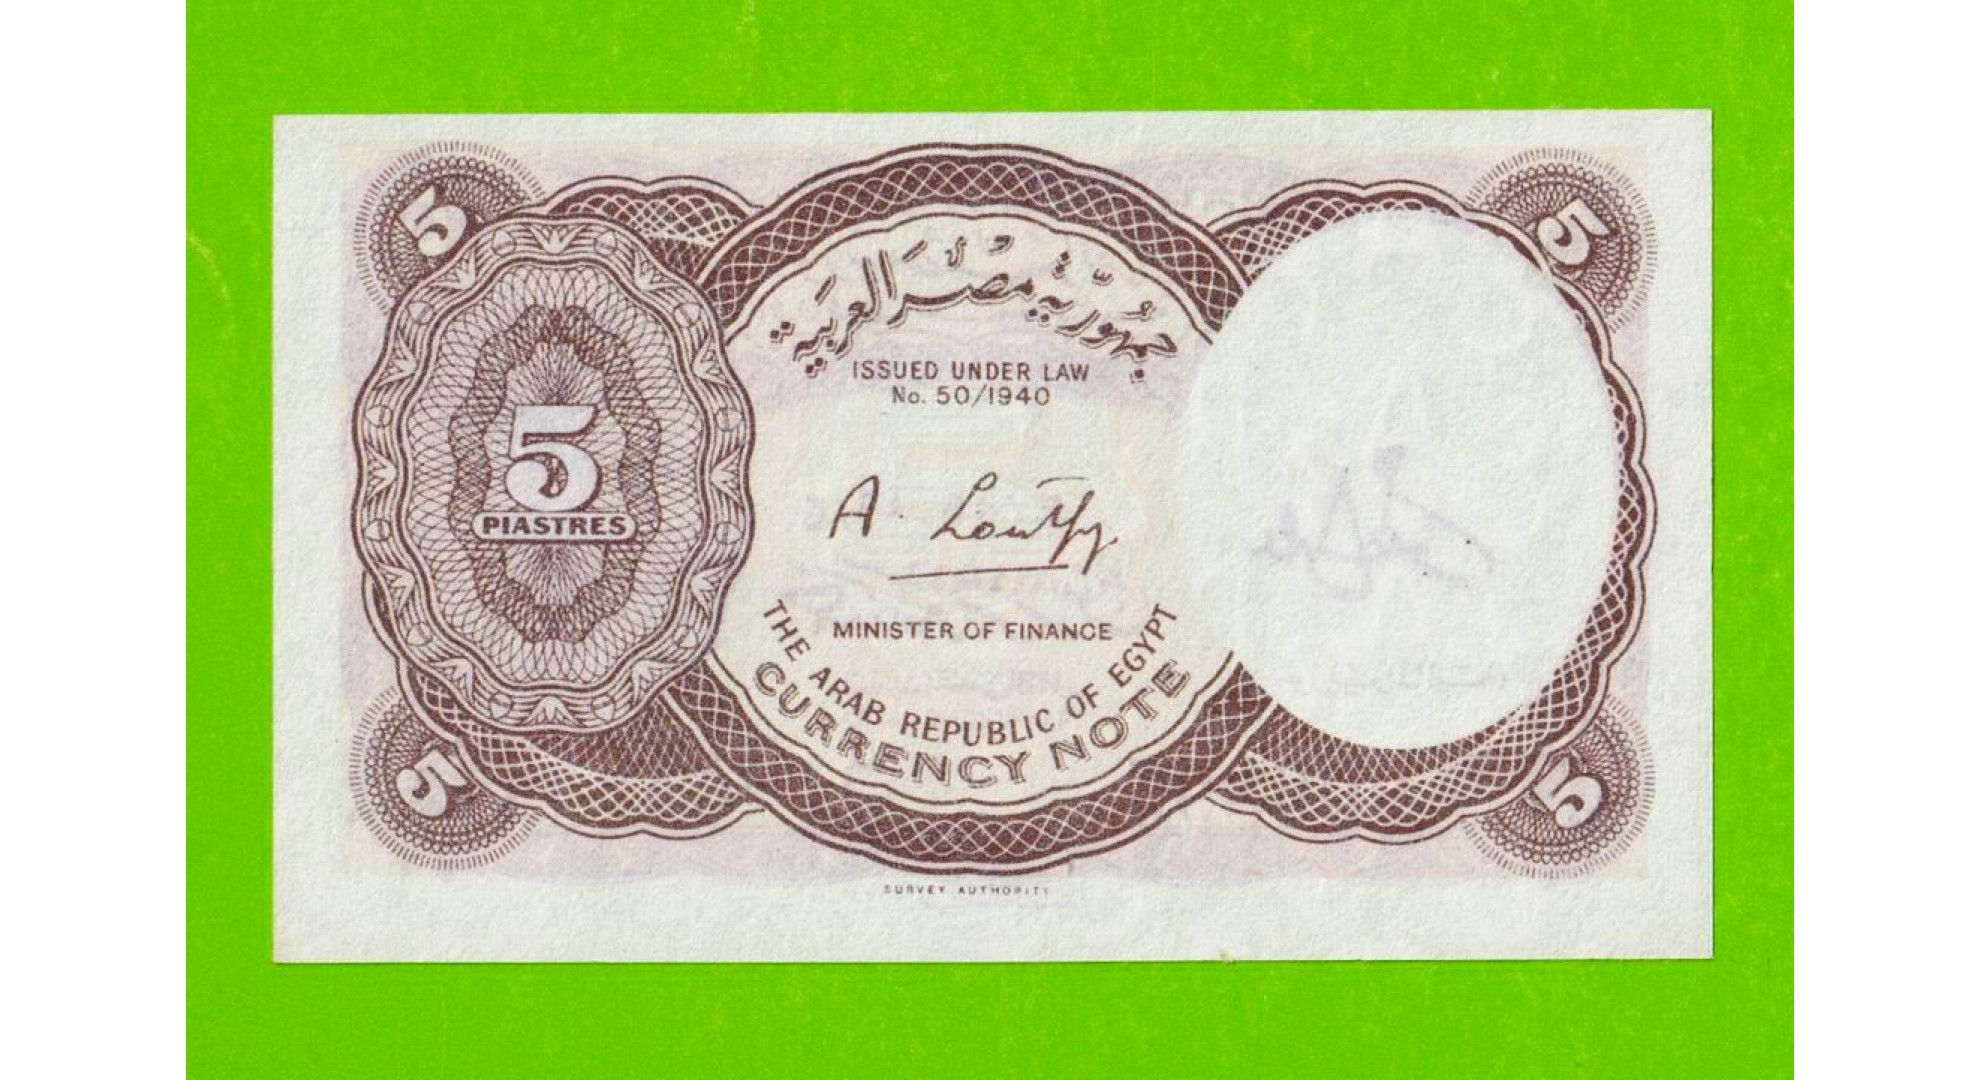 5
5
جمهورية مصر العربية
ISSUED UNDER LAW
No. 50/1940
5
PIASTRES
A. Loutfy
MINISTER OF FINANCE
THE ARAB REPUBLIC OF EGYPT
CURRENCY NOTE
5
5
SURVEY AUTHORITY